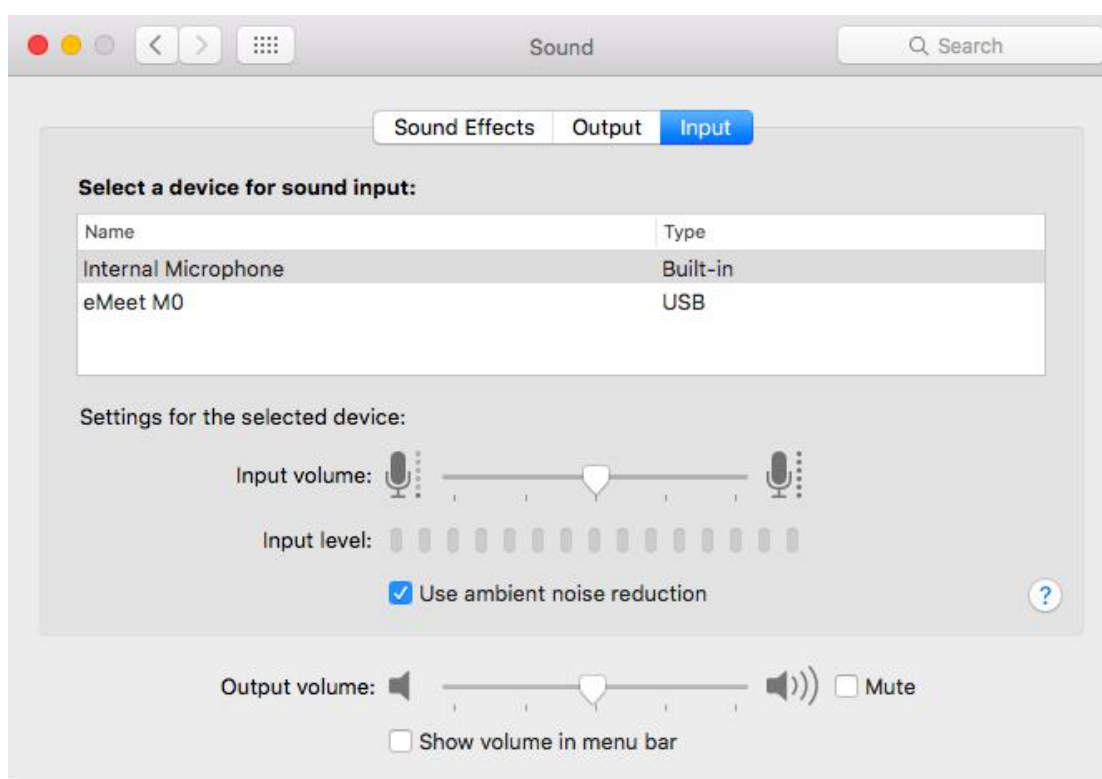 Sound
Search
Sound Effects Output Input
Select a device for sound input:
Name Type
Internal Microphone Built-in
eMeet M0 USB
Settings for the selected device:
Input volume:
Input level:
Use ambient noise reduction
?
Output volume: Mute
Show volume in menu bar